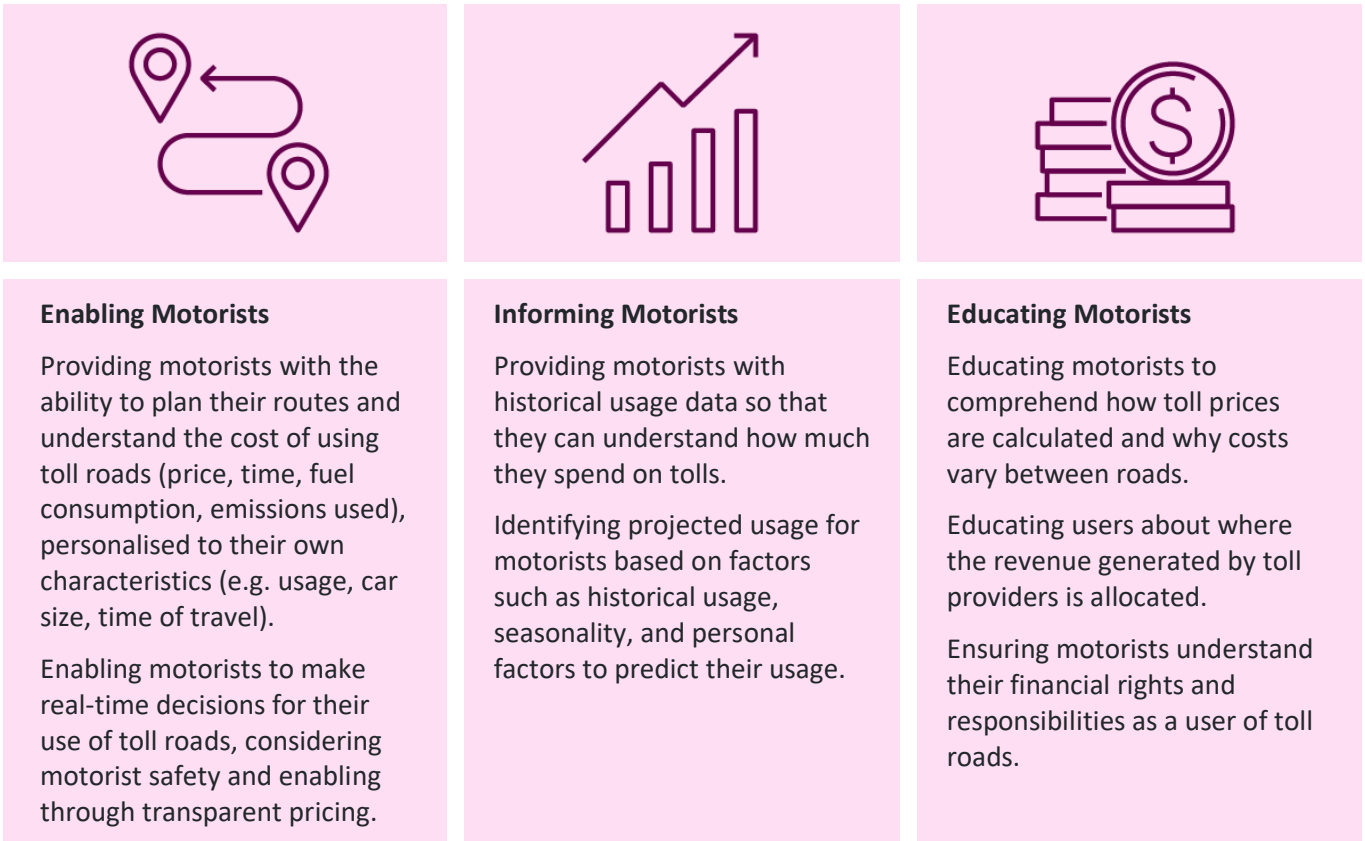 $
Enabling Motorists
Providing motorists with the
ability to plan their routes and
understand the cost of using
toll roads (price, time, fuel
consumption, emissions used),
personalised to their own
characteristics (e.g. usage, car
size, time of travel).
Enabling motorists to make
real-time decisions for their
use of toll roads, considering
motorist safety and enabling
through transparent pricing.
Informing Motorists
Providing motorists with
historical usage data so that
they can understand how much
they spend on tolls.
Identifying projected usage for
motorists based on factors
such as historical usage,
seasonality, and personal
factors to predict their usage.
Educating Motorists
Educating motorists to
comprehend how toll prices
are calculated and why costs
vary between roads.
Educating users about where
the revenue generated by toll
providers is allocated.
Ensuring motorists understand
their financial rights and
responsibilities as a user of toll
roads.